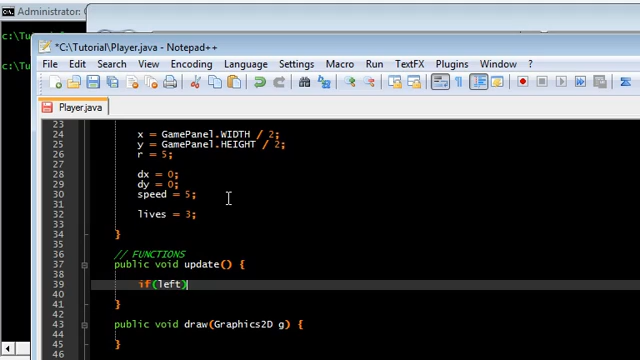 Administrator:
c:\Tu
c:\Tu
*C:\Tutorial\Player.java - Notepad++
File Edit Search View Encoding Language Settings Macro Run TextFX Plugins Window ?
Player.java
23
24 x = GamePanel.WIDTH / 2;
25 y = GamePanel.HEIGHT / 2;
26 r = 5;
27
28 dx = 0;
29 dy = 0;
30 speed = 5;
31
32 lives = 3;
33
34 }
35
36 // FUNCTIONS
37 public void update() {
38
39 if(left)
40
41 }
42
43 public void draw(Graphics2D g) {
44
45 }
46